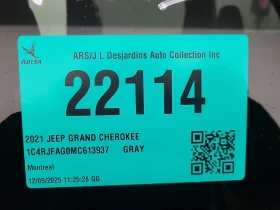 ADESA
ARS/J L Desjardins Auto Collection Inc
22114
2021 JEEP GRAND CHEROKEE
1C4RJFAG0MC613937 GRAY
Montreal
12/09/2025 11:25:28 GG